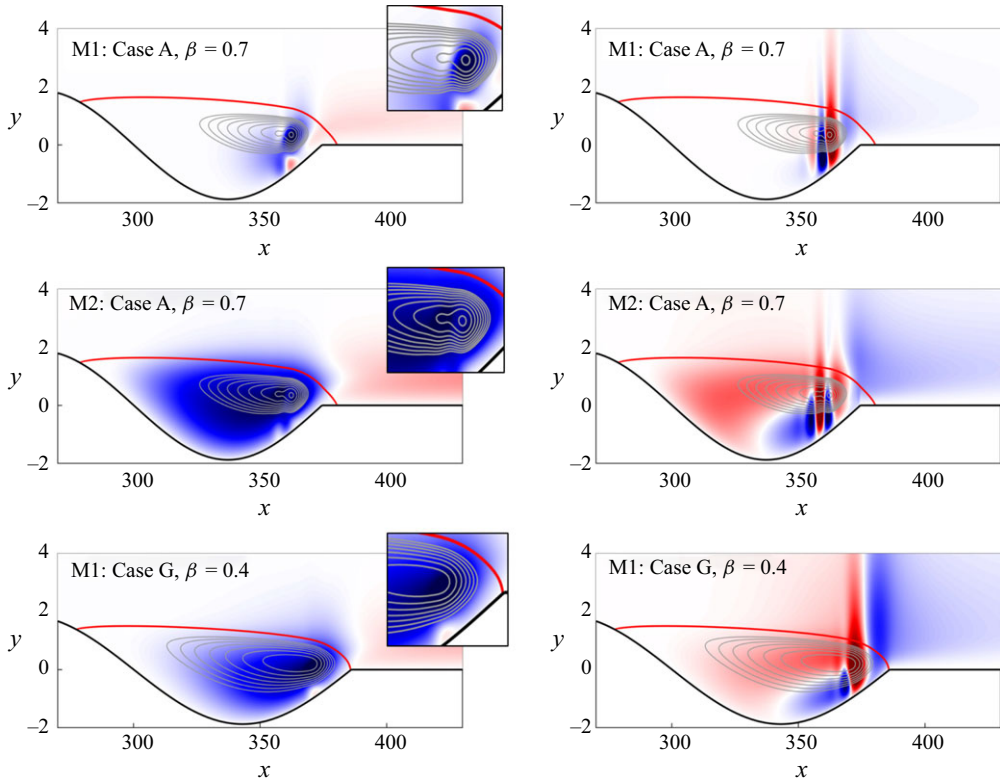 4
M1: Case A, β = 0.7
2
y
0
–2
300
350
400
x
M1: Case A, β = 0.7
4
2
y
0
–2
300
350
400
x
4
M2: Case A, β = 0.7
2
y
0
–2
300
350
400
x
4
M2: Case A, β = 0.7
2
y
0
–2
300
350
400
x
4
M1: Case G, β = 0.4
2
y
0
–2
300
350
400
x
4
M1: Case G, β = 0.4
2
y
0
–2
300
350
400
x